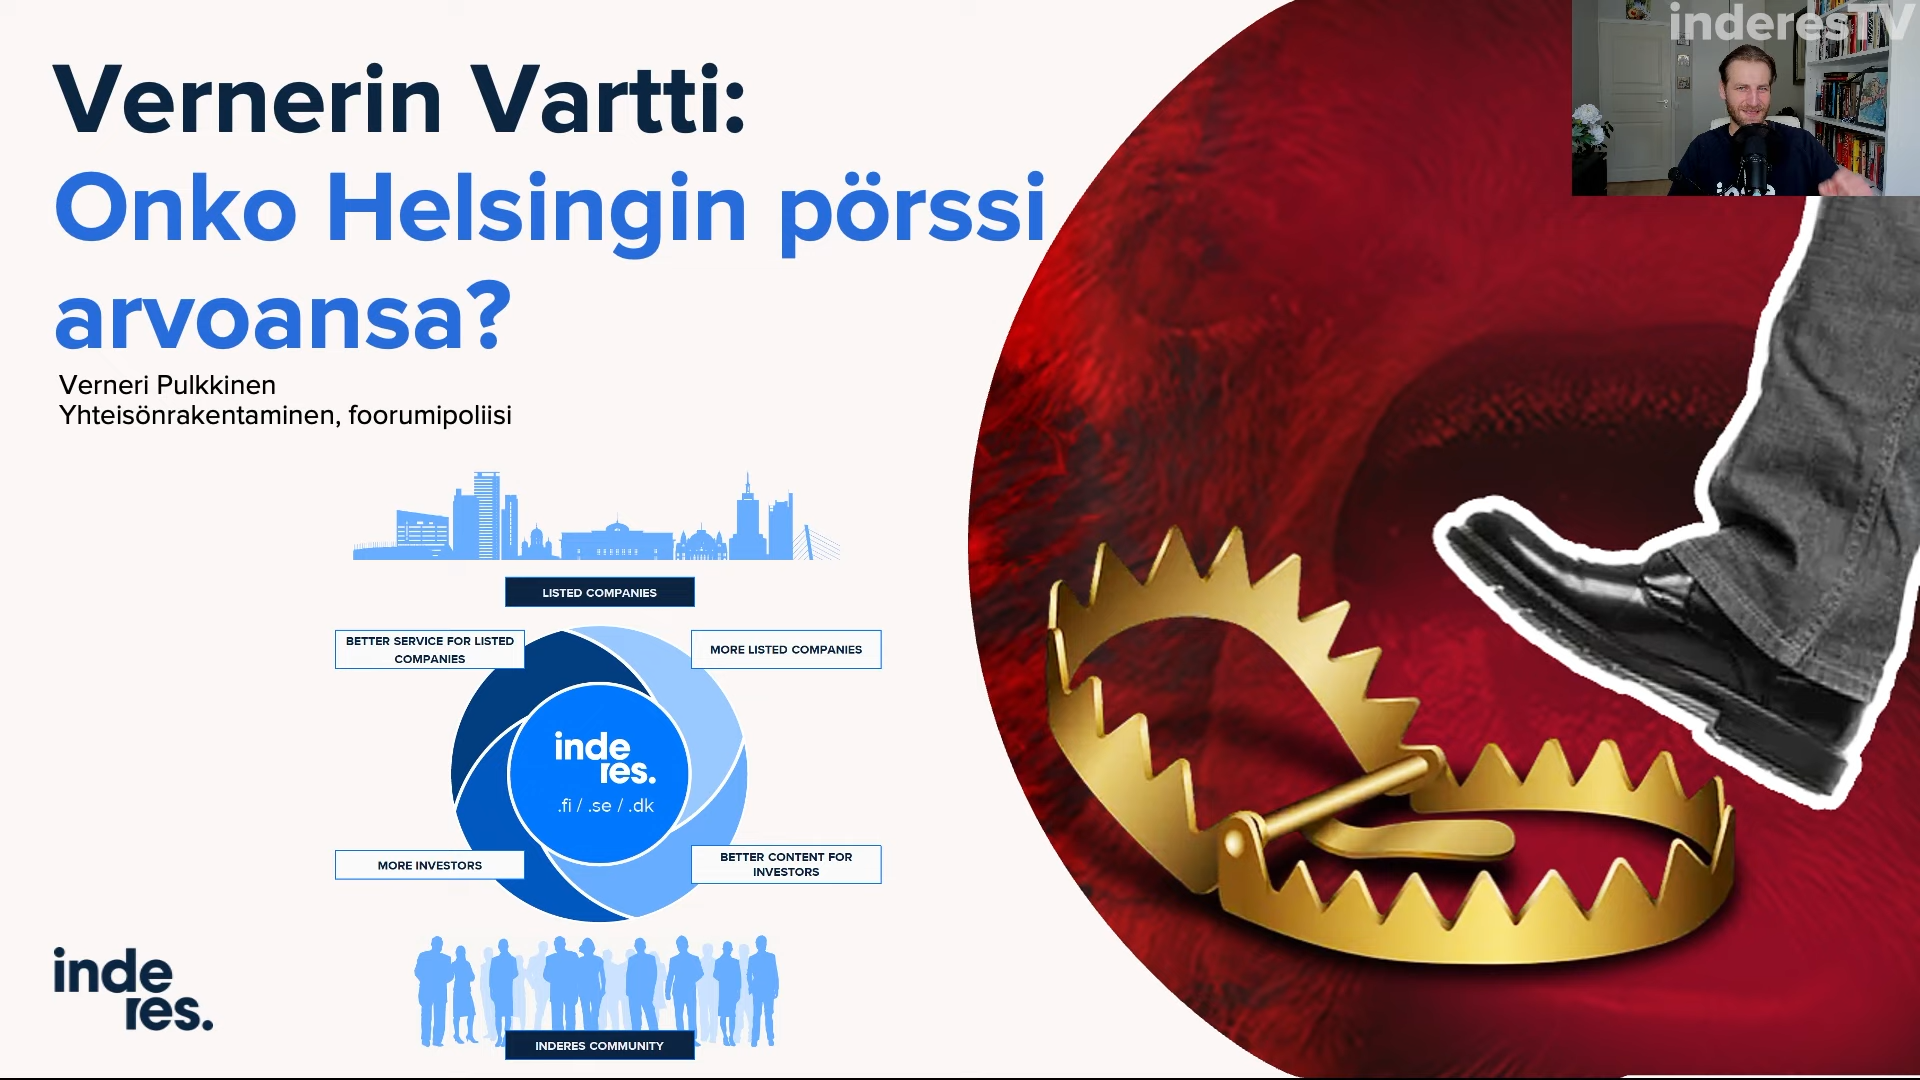 inderesTV
Vernerin Vartti:
Onko Helsingin pörssi
arvoansa?
Verneri Pulkkinen
Yhteisönrakentaminen, foorumipoliisi
LISTED COMPANIES
BETTER SERVICE FOR LISTED
COMPANIES
MORE LISTED COMPANIES
inde
res.
.fi / .se / .dk
MORE INVESTORS
BETTER CONTENT FOR
INVESTORS
inde
res.
INDERES COMMUNITY